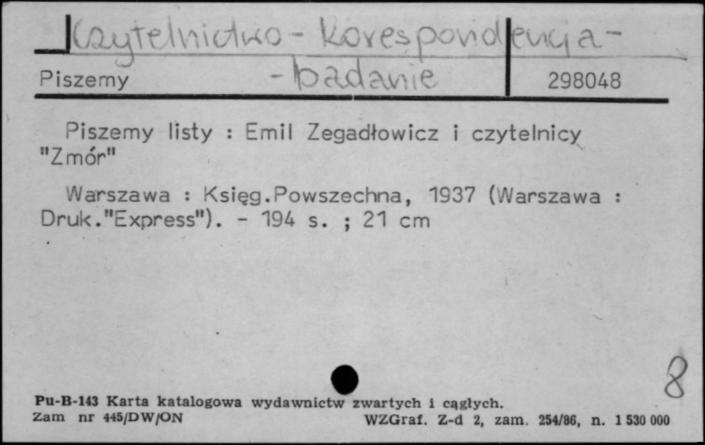 Czytelnictwo - korespondencja -
- badanie
Piszemy 298048
Piszemy listy : Emil Zegadłowicz i czytelnicy
"Zmór"
Warszawa : Księg.Powszechna, 1937 (Warszawa :
Druk."Express"). - 194 s. ; 21 cm
8
Pu-B-143 Karta katalogowa wydawnictw zwartych i cągłych.
Zam nr 445/DW/ON WZGraf. Z-d 2, zam. 254/86, n. 1 530 000